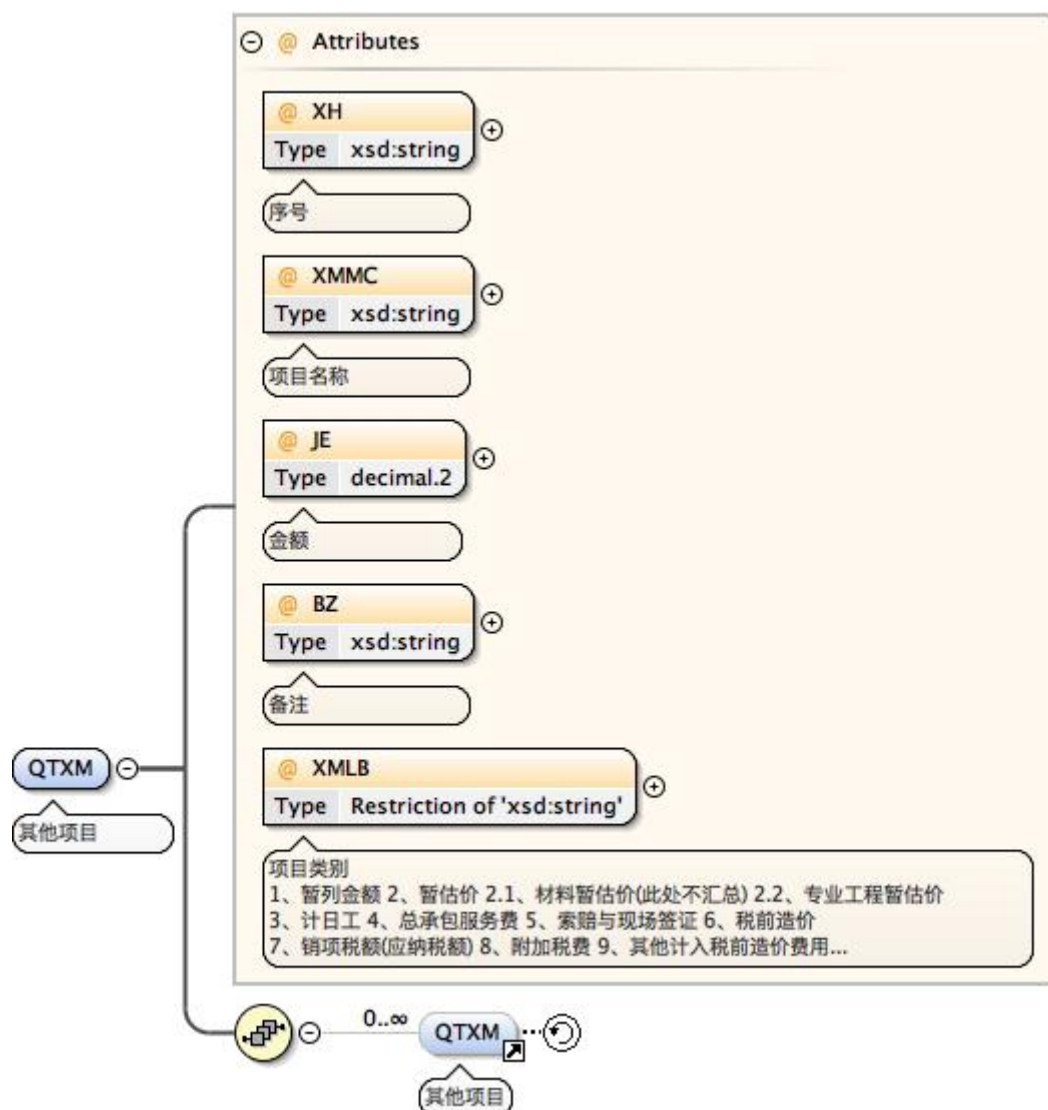 @ Attributes
@ XH
Type xsd:string
序号
@ XMMC
Type xsd:string
项目名称
@ JE
Type decimal.2
金额
@ BZ
Type xsd:string
备注
@ XMLB
Type Restriction of 'xsd:string'
项目类别
1、暂列金额 2、暂估价 2.1、材料暂估价(此处不汇总) 2.2、专业工程暂估价
3、计日工 4、总承包服务费 5、索赔与现场签证 6、税前造价
7、销项税额(应纳税额) 8、附加税费 9、其他计入税前造价费用...
QTXM
其他项目
0..∞
QTXM
其他项目